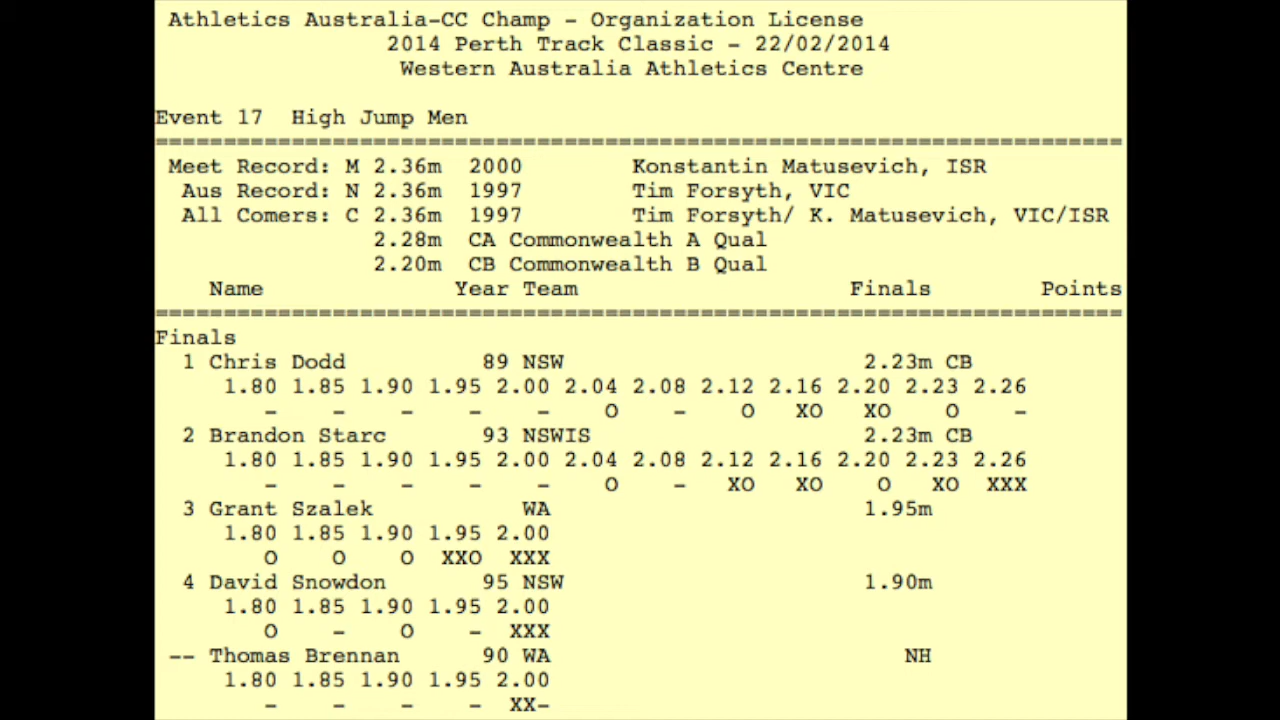 Athletics Australia-CC Champ - Organization License
2014 Perth Track Classic - 22/02/2014
Western Australia Athletics Centre
Event 17 High Jump Men
================================================================================
Meet Record: M 2.36m 2000 Konstantin Matusevich, ISR
Aus Record: N 2.36m 1997 Tim Forsyth, VIC
All Comers: C 2.36m 1997 Tim Forsyth/ K. Matusevich, VIC/ISR
2.28m CA Commonwealth A Qual
2.20m CB Commonwealth B Qual
Name Year Team Finals Points
================================================================================
Finals
1 Chris Dodd 89 NSW 2.23m CB
1.80 1.85 1.90 1.95 2.00 2.04 2.08 2.12 2.16 2.20 2.23 2.26
- - - - - O - O XO XO O -
2 Brandon Starc 93 NSWIS 2.23m CB
1.80 1.85 1.90 1.95 2.00 2.04 2.08 2.12 2.16 2.20 2.23 2.26
- - - - - O - XO XO O XO XXX
3 Grant Szalek WA 1.95m
1.80 1.85 1.90 1.95 2.00
O O O XXO XXX
4 David Snowdon 95 NSW 1.90m
1.80 1.85 1.90 1.95 2.00
O - O - XXX
-- Thomas Brennan 90 WA NH
1.80 1.85 1.90 1.95 2.00
- - - - XX-